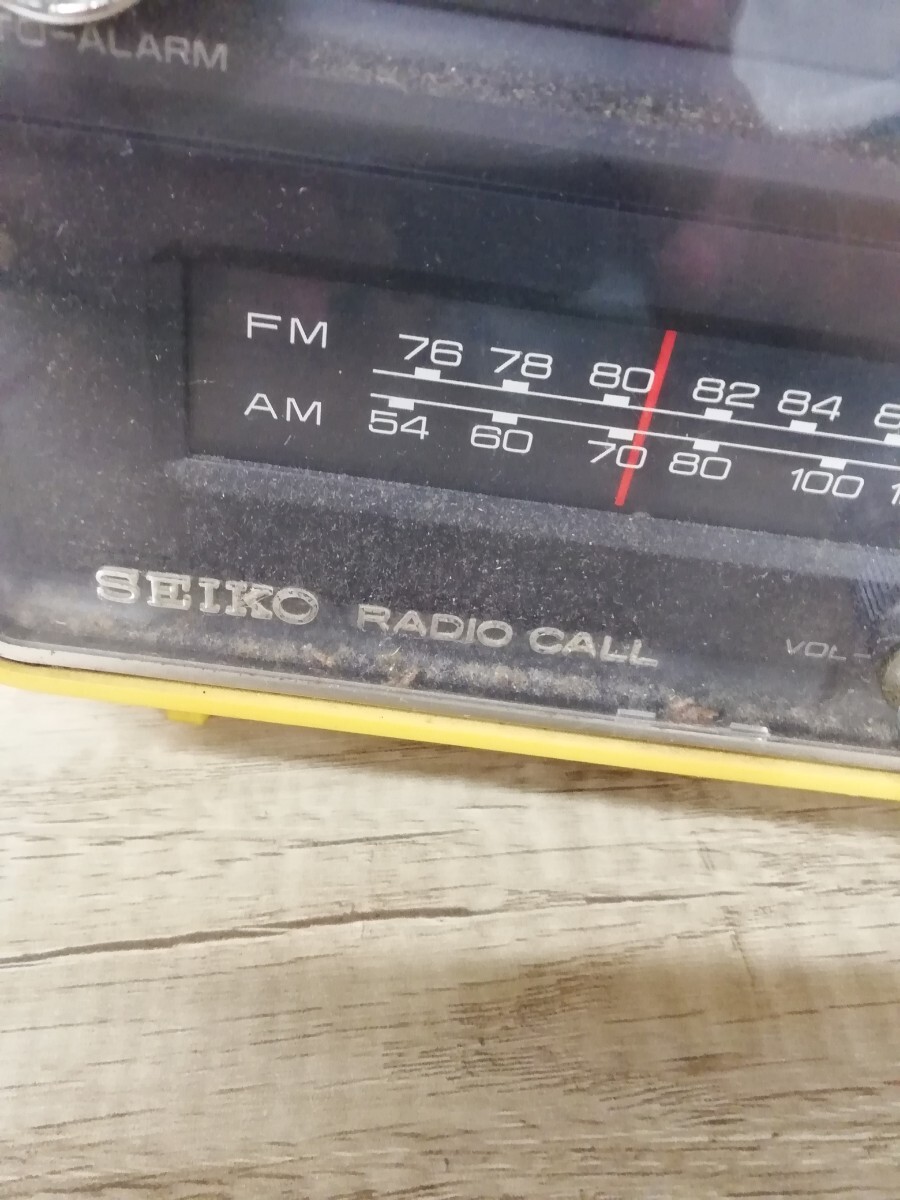 -ALARM
FM 76 78 80 82 84
AM 54 60 70 80 100
SEIKO RADIO CALL
VOL-